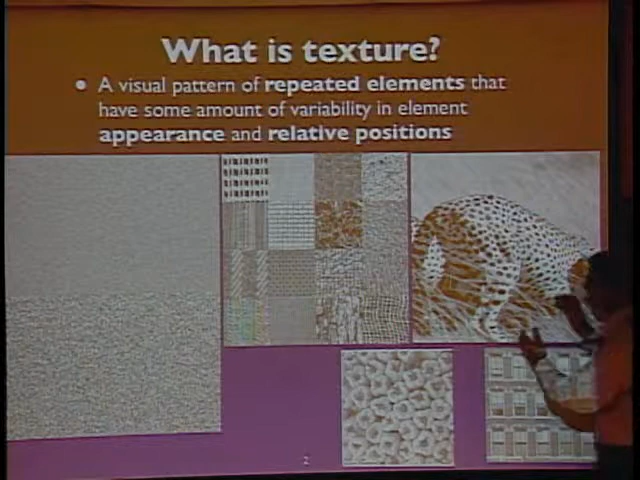 What is texture?
• A visual pattern of repeated elements that
have some amount of variability in element
appearance and relative positions
2